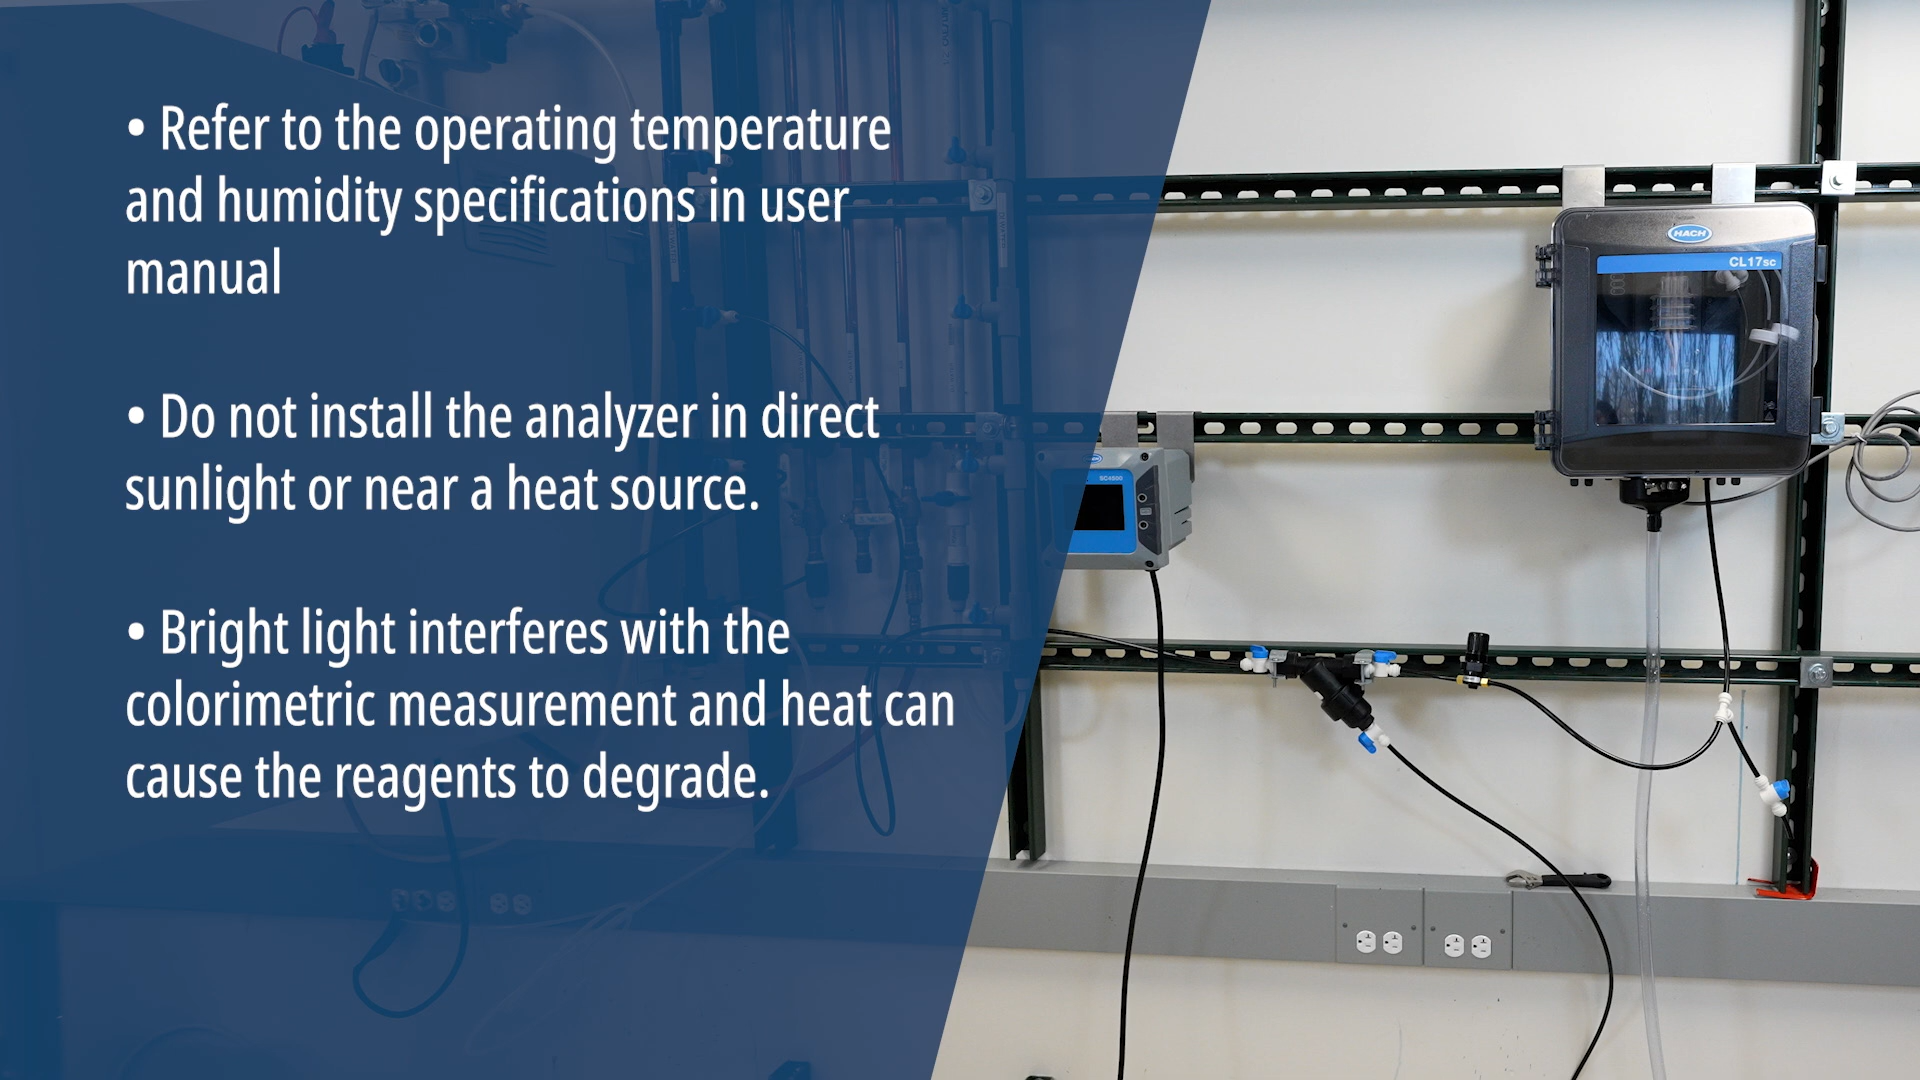 • Refer to the operating temperature
and humidity specifications in user
manual
• Do not install the analyzer in direct
sunlight or near a heat source.
• Bright light interferes with the
colorimetric measurement and heat can
cause the reagents to degrade.
HACH
CL17sc
SC4500